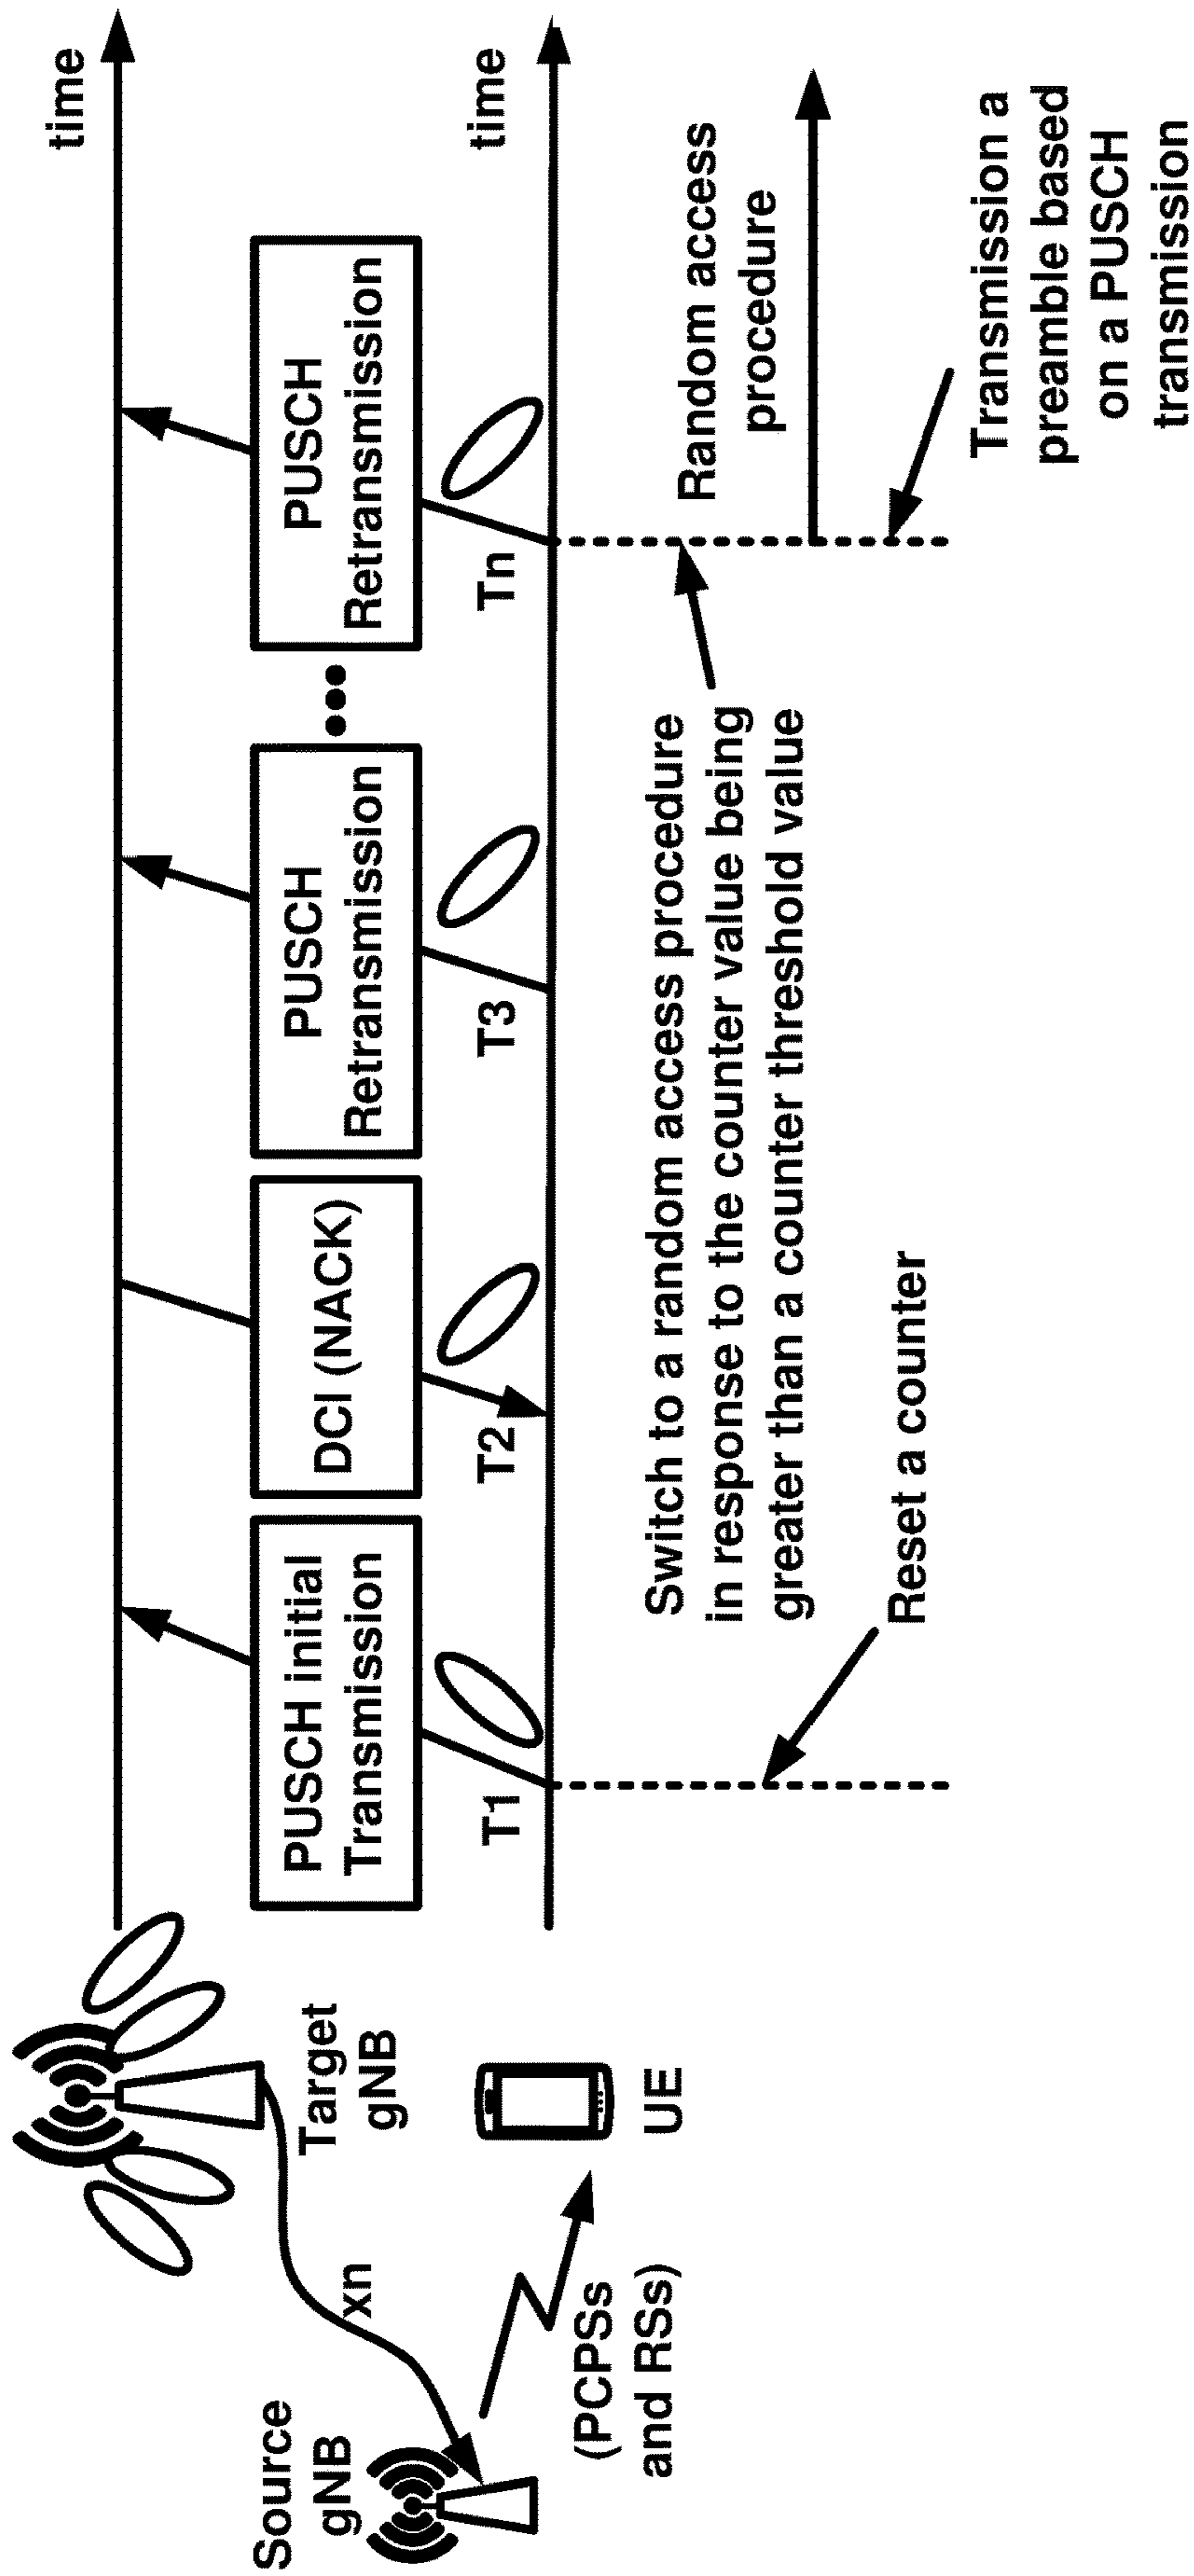 Source
gNB
xn
Target
gNB
(PCPSs
and RSs)
UE
time
time
PUSCH initial
Transmission
T1
DCI (NACK)
T2
PUSCH
Retransmission
T3
PUSCH
Retransmission
Tn
Switch to a random access procedure
in response to the counter value being
greater than a counter threshold value
Random access
procedure
Reset a counter
Transmission a
preamble based
on a PUSCH
transmission